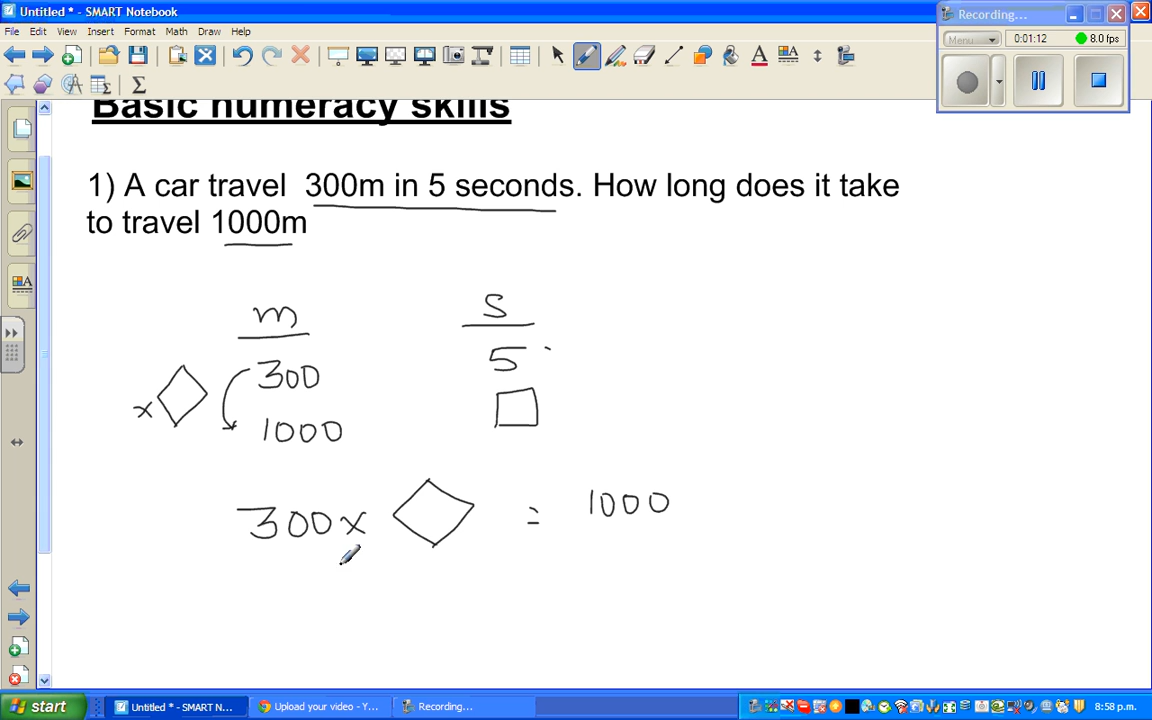 Untitled * - SMART Notebook
File Edit View Insert Format Math Draw Help
Recording...
Menu 0:01:12 8.0 fps
Basic numeracy skills
1) A car travel 300m in 5 seconds. How long does it take
to travel 1000m
m s
300 5
x
1000
300 x = 1000
start Untitled * - SMART N... Upload your video - Y... Recording... 8:58 p.m.